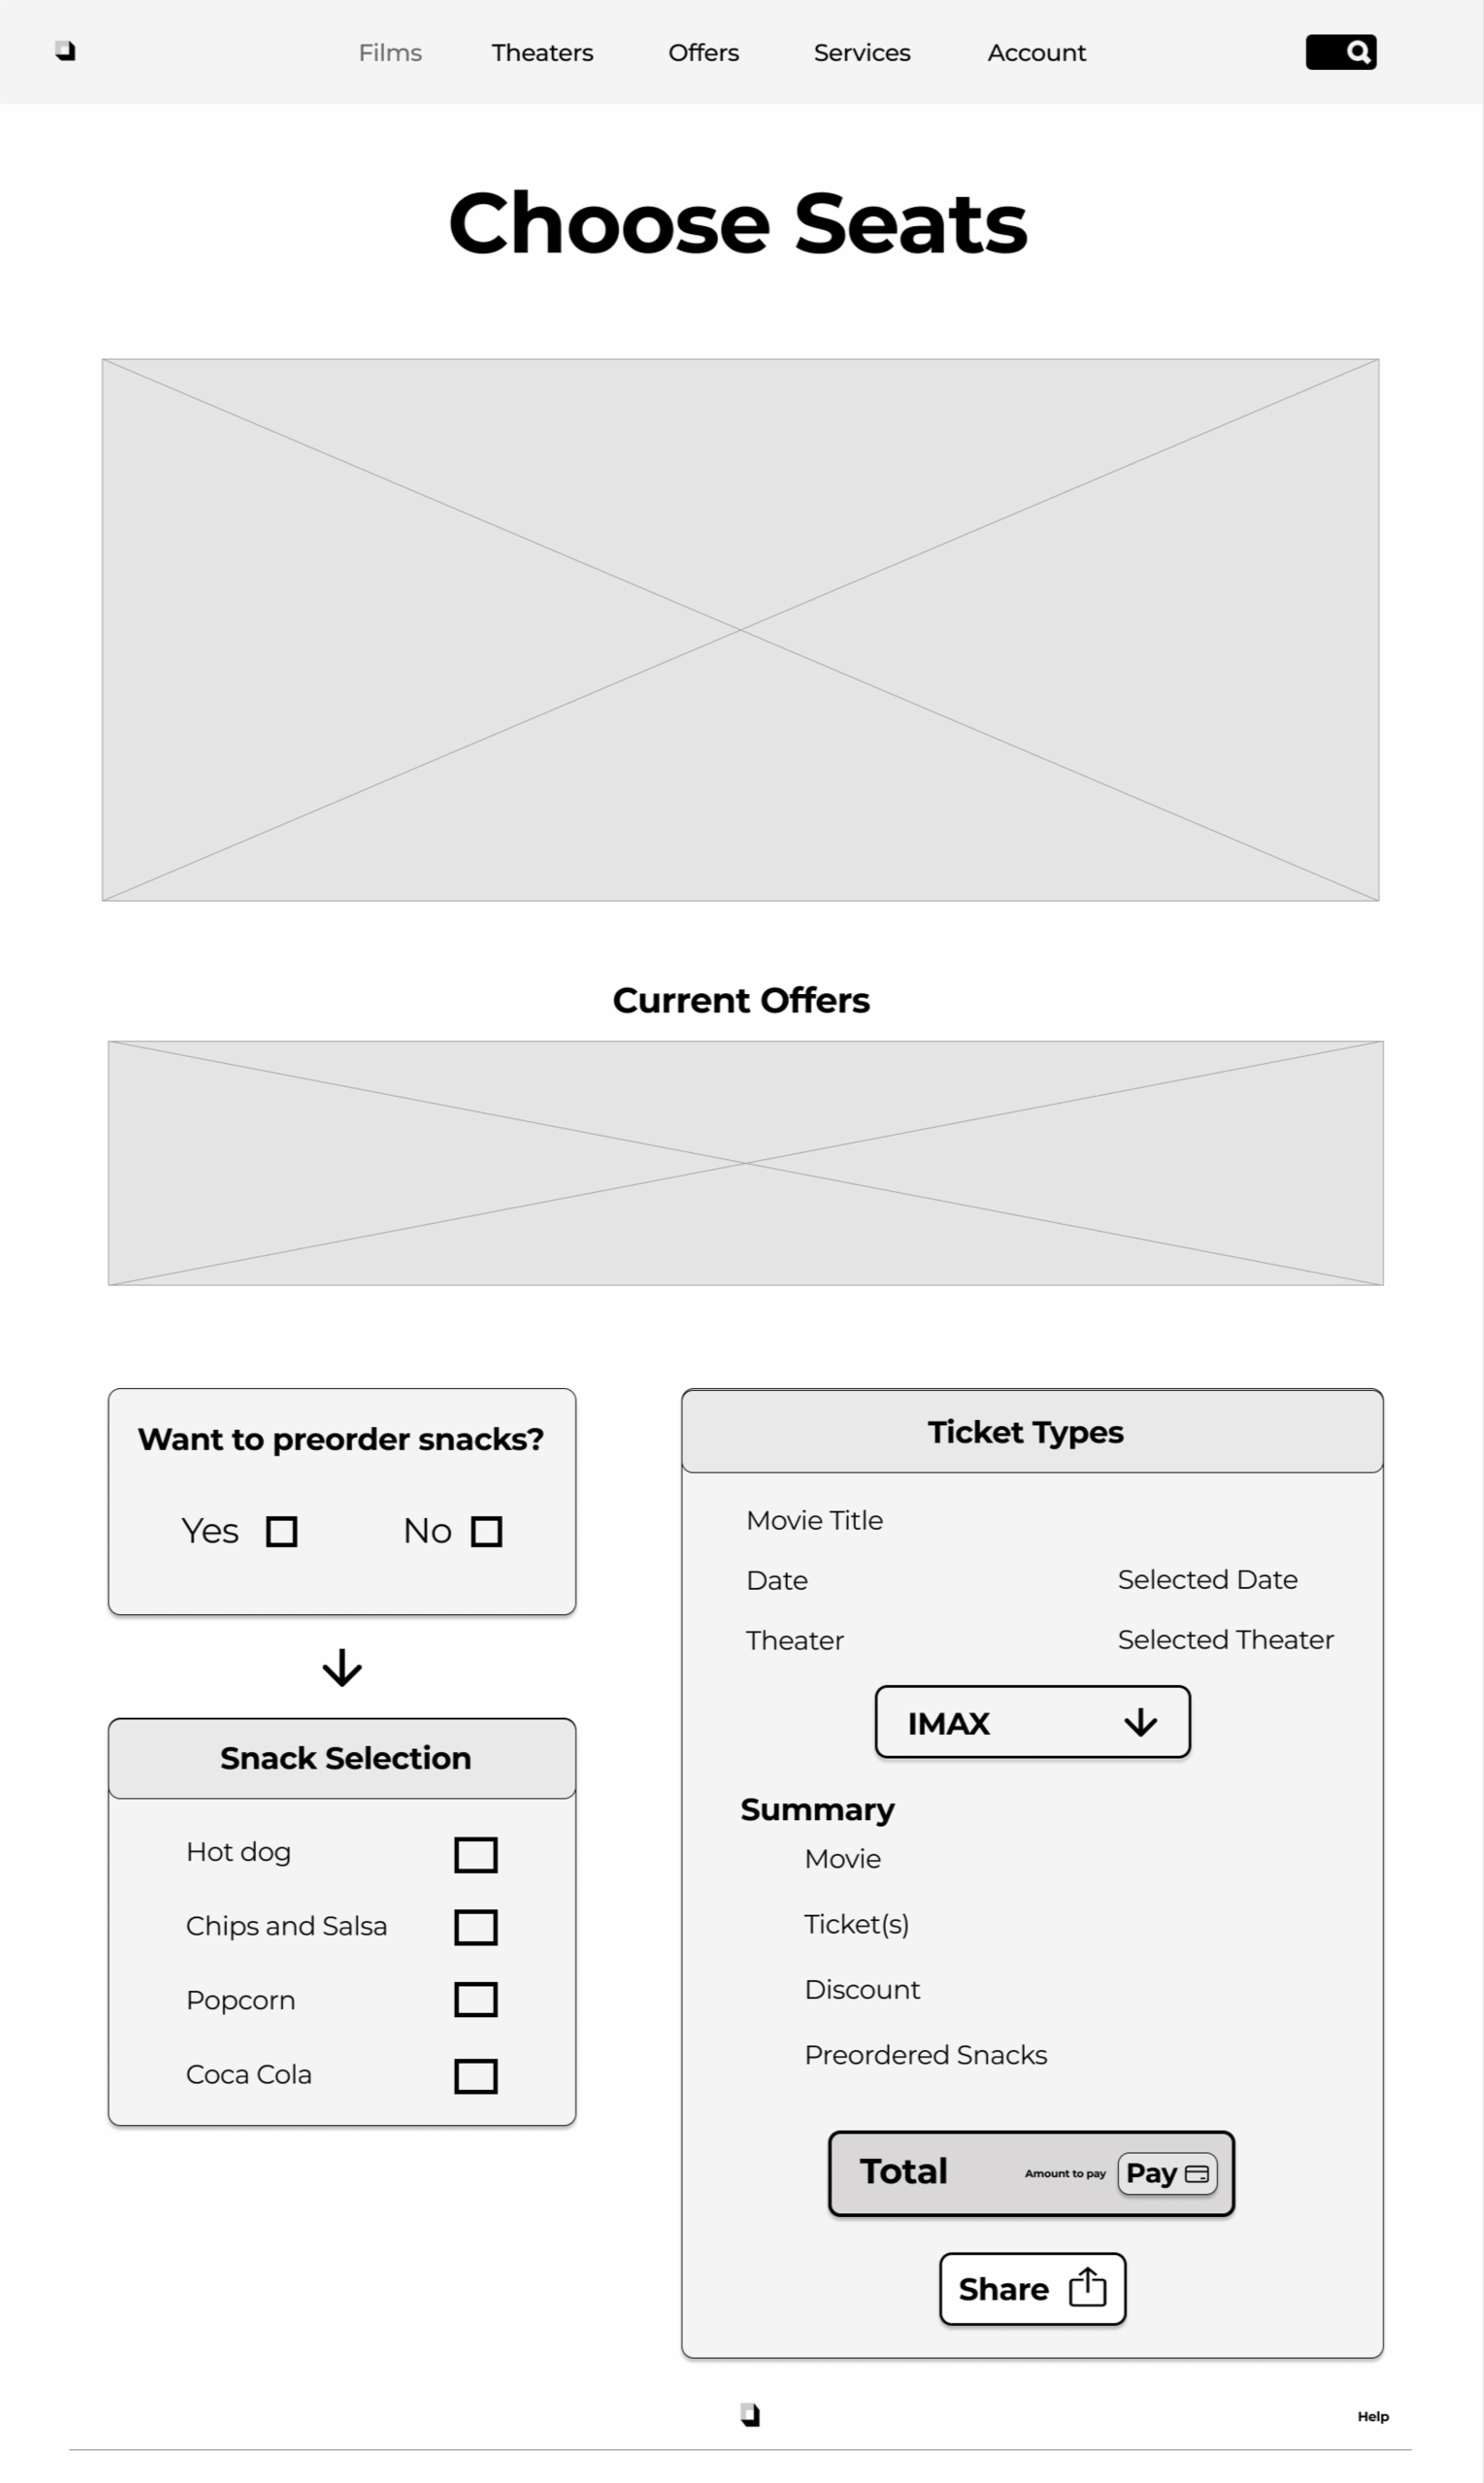 Films Theaters Offers Services Account
Choose Seats
Current Offers
Want to preorder snacks?
Yes No
Snack Selection
Hot dog
Chips and Salsa
Popcorn
Coca Cola
Ticket Types
Movie Title
Date Selected Date
Theater Selected Theater
IMAX
Summary
Movie
Ticket(s)
Discount
Preordered Snacks
Total Amount to pay Pay
Share
Help